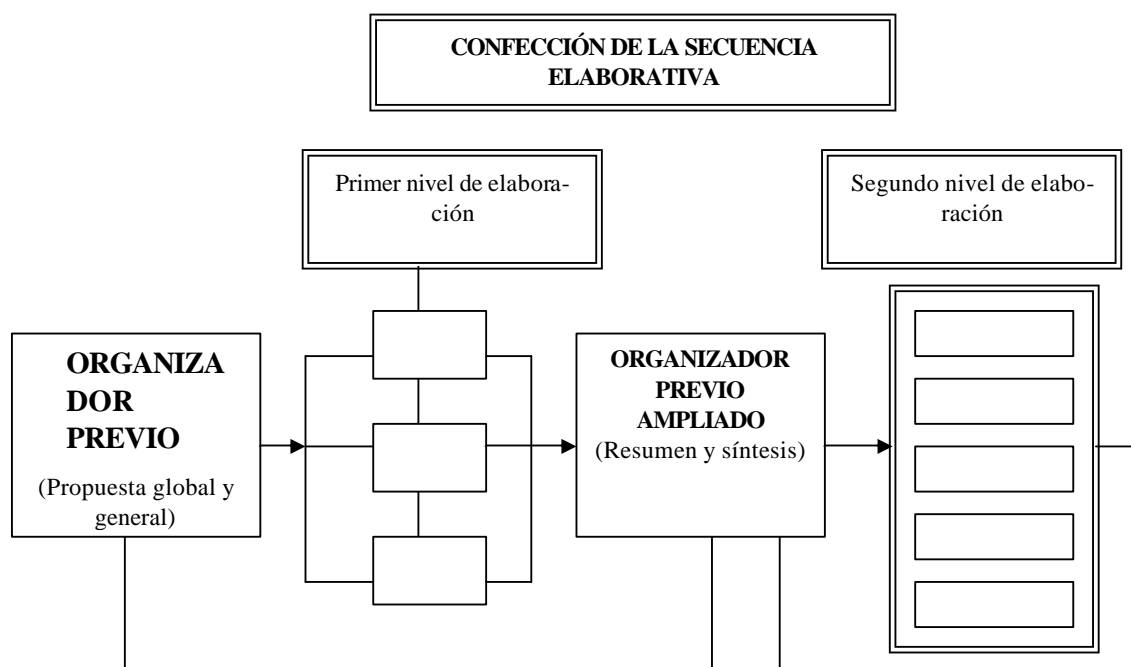 CONFECCIÓN DE LA SECUENCIA
ELABORATIVA
Primer nivel de elabora-
ción
Segundo nivel de elabo-
ración
ORGANIZA
DOR
PREVIO
(Propuesta global y
general)
ORGANIZADOR
PREVIO
AMPLIADO
(Resumen y síntesis)